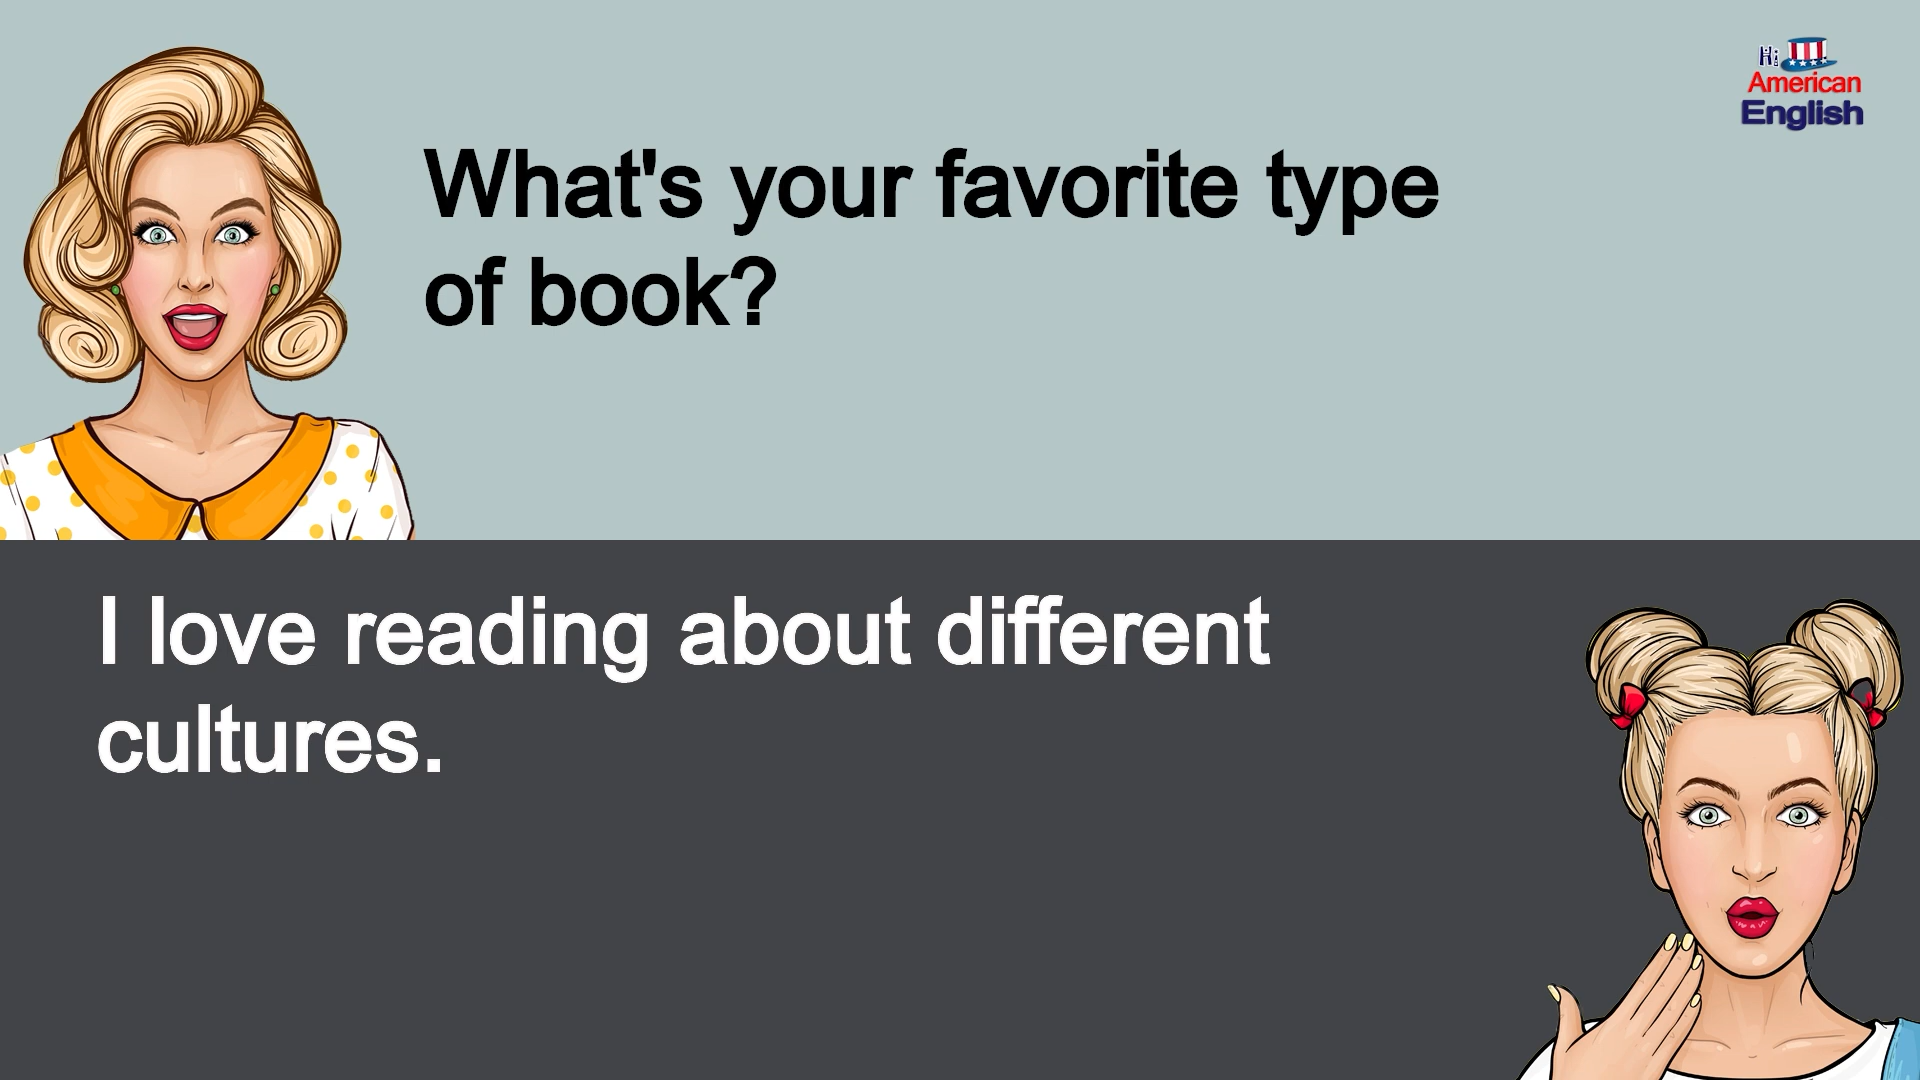 Hi
American
English
What's your favorite type
of book?
I love reading about different
cultures.